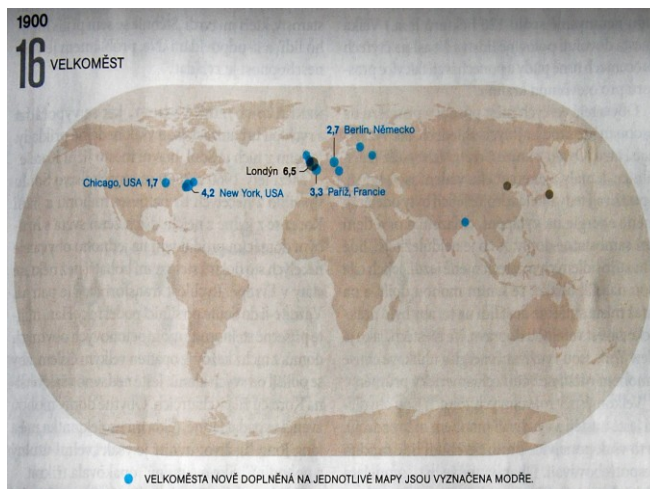 1900
16 VELKOMĚST
2,7 Berlín, Německo
Londýn 6,5
Chicago, USA 1,7
4,2 New York, USA
3,3 Paříž, Francie
VELKOMĚSTA NOVĚ DOPLNĚNÁ NA JEDNOTLIVÉ MAPY JSOU VYZNAČENA MODŘE.